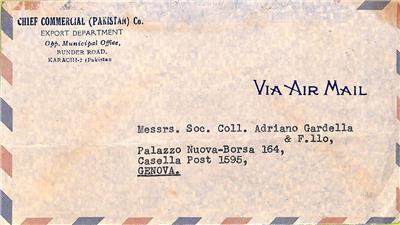 CHIEF COMMERCIAL (PAKISTAN) Co.
EXPORT DEPARTMENT
Opp. Municipal Office,
BUNDER ROAD,
KARACHI-2 (Pakistan
VIA AIR MAIL
Messrs. Soc. Coll. Adriano Gardella
& F.llo,
Palazzo Nuova-Borsa 164,
Casella Post 1595,
GENOVA.